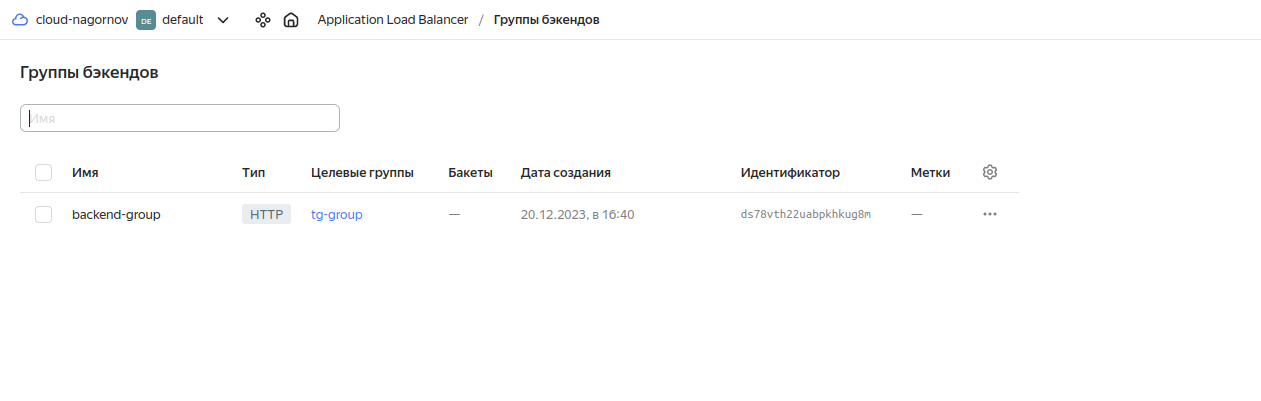 cloud-nagornov DE default Application Load Balancer / Группы бэкендов
Группы бэкендов
Имя
Имя Тип Целевые группы Бакеты Дата создания Идентификатор Метки
backend-group HTTP tg-group — 20.12.2023, в 16:40 ds78vth22uabpkhkug8m —